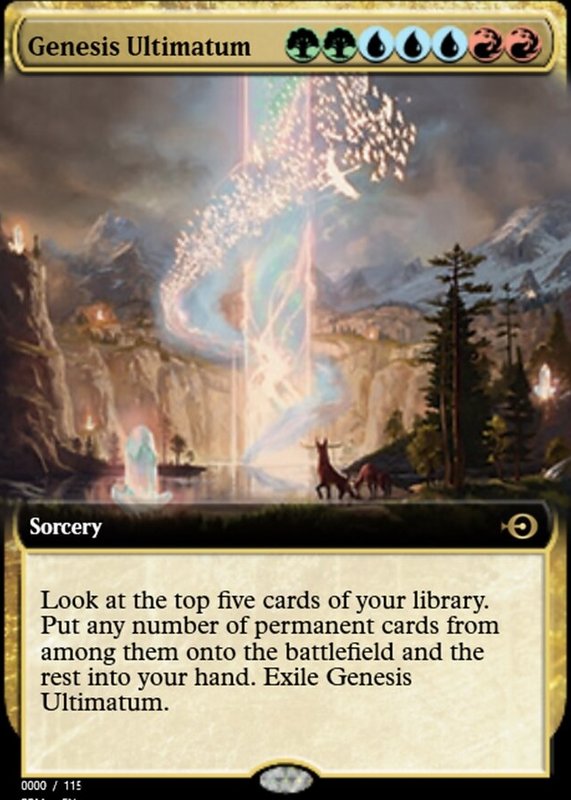 Genesis Ultimatum
Sorcery
Look at the top five cards of your library.
Put any number of permanent cards from
among them onto the battlefield and the
rest into your hand. Exile Genesis
Ultimatum.
0000 / 115